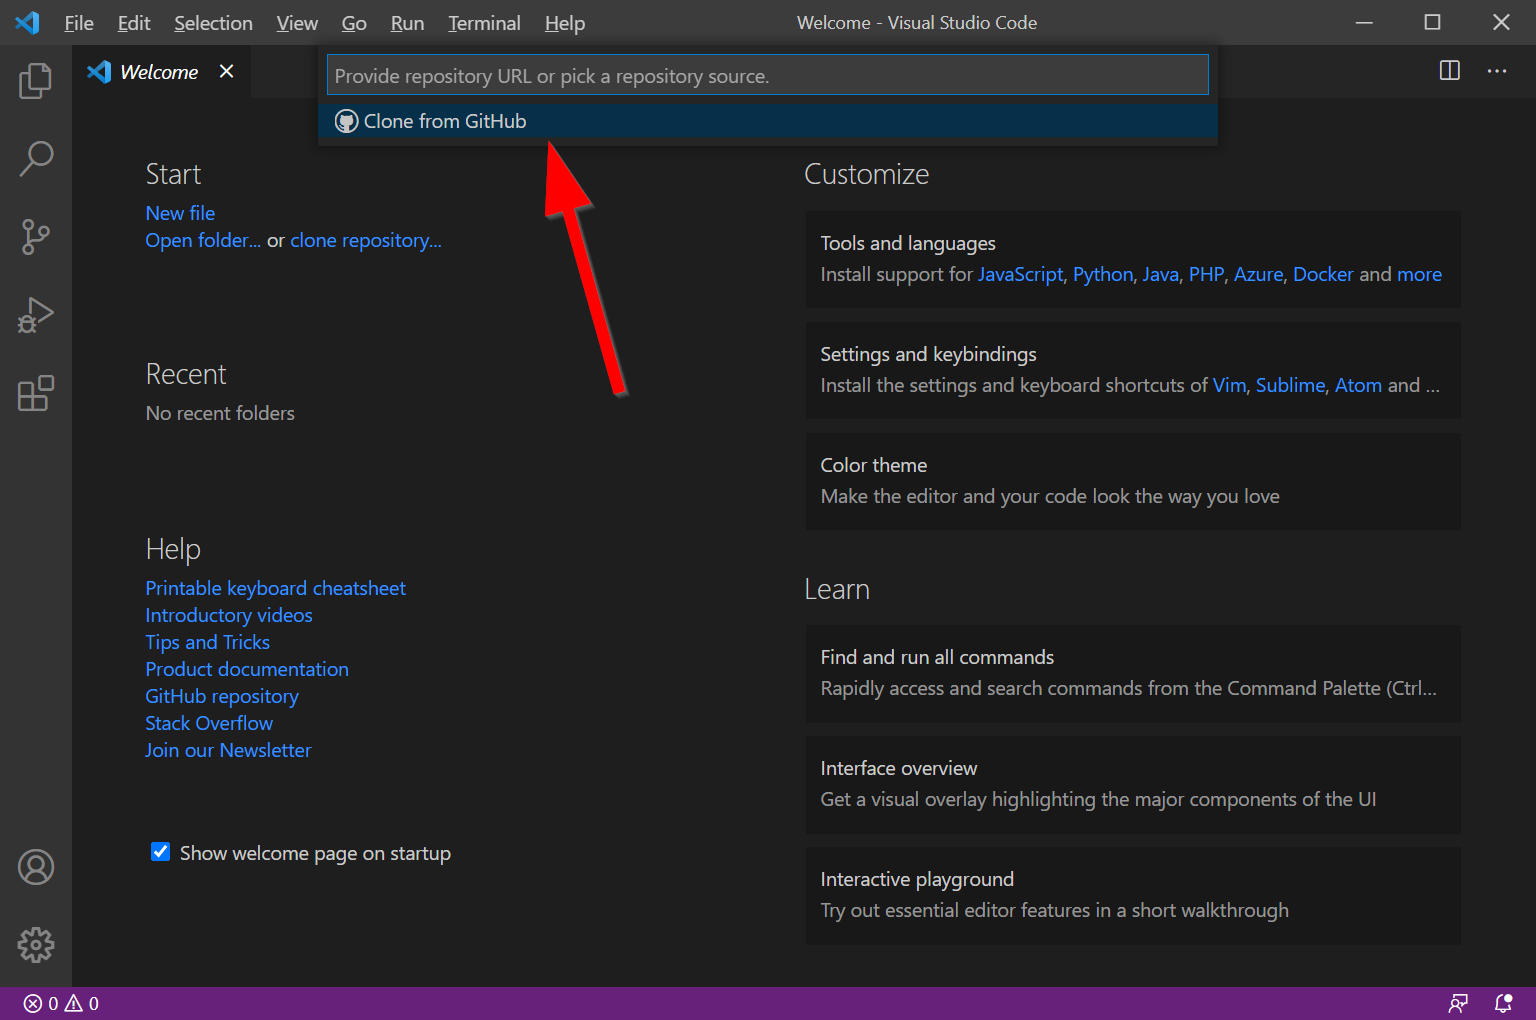 File Edit Selection View Go Run Terminal Help Welcome - Visual Studio Code
Welcome
Provide repository URL or pick a repository source.
Clone from GitHub
Start
New file
Open folder... or clone repository...
Recent
No recent folders
Help
Printable keyboard cheatsheet
Introductory videos
Tips and Tricks
Product documentation
GitHub repository
Stack Overflow
Join our Newsletter
Show welcome page on startup
Customize
Tools and languages
Install support for JavaScript, Python, Java, PHP, Azure, Docker and more
Settings and keybindings
Install the settings and keyboard shortcuts of Vim, Sublime, Atom and ...
Color theme
Make the editor and your code look the way you love
Learn
Find and run all commands
Rapidly access and search commands from the Command Palette (Ctrl...
Interface overview
Get a visual overlay highlighting the major components of the UI
Interactive playground
Try out essential editor features in a short walkthrough
0 0